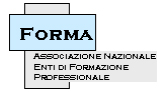 Forma
Associazione Nazionale
Enti di Formazione
Professionale